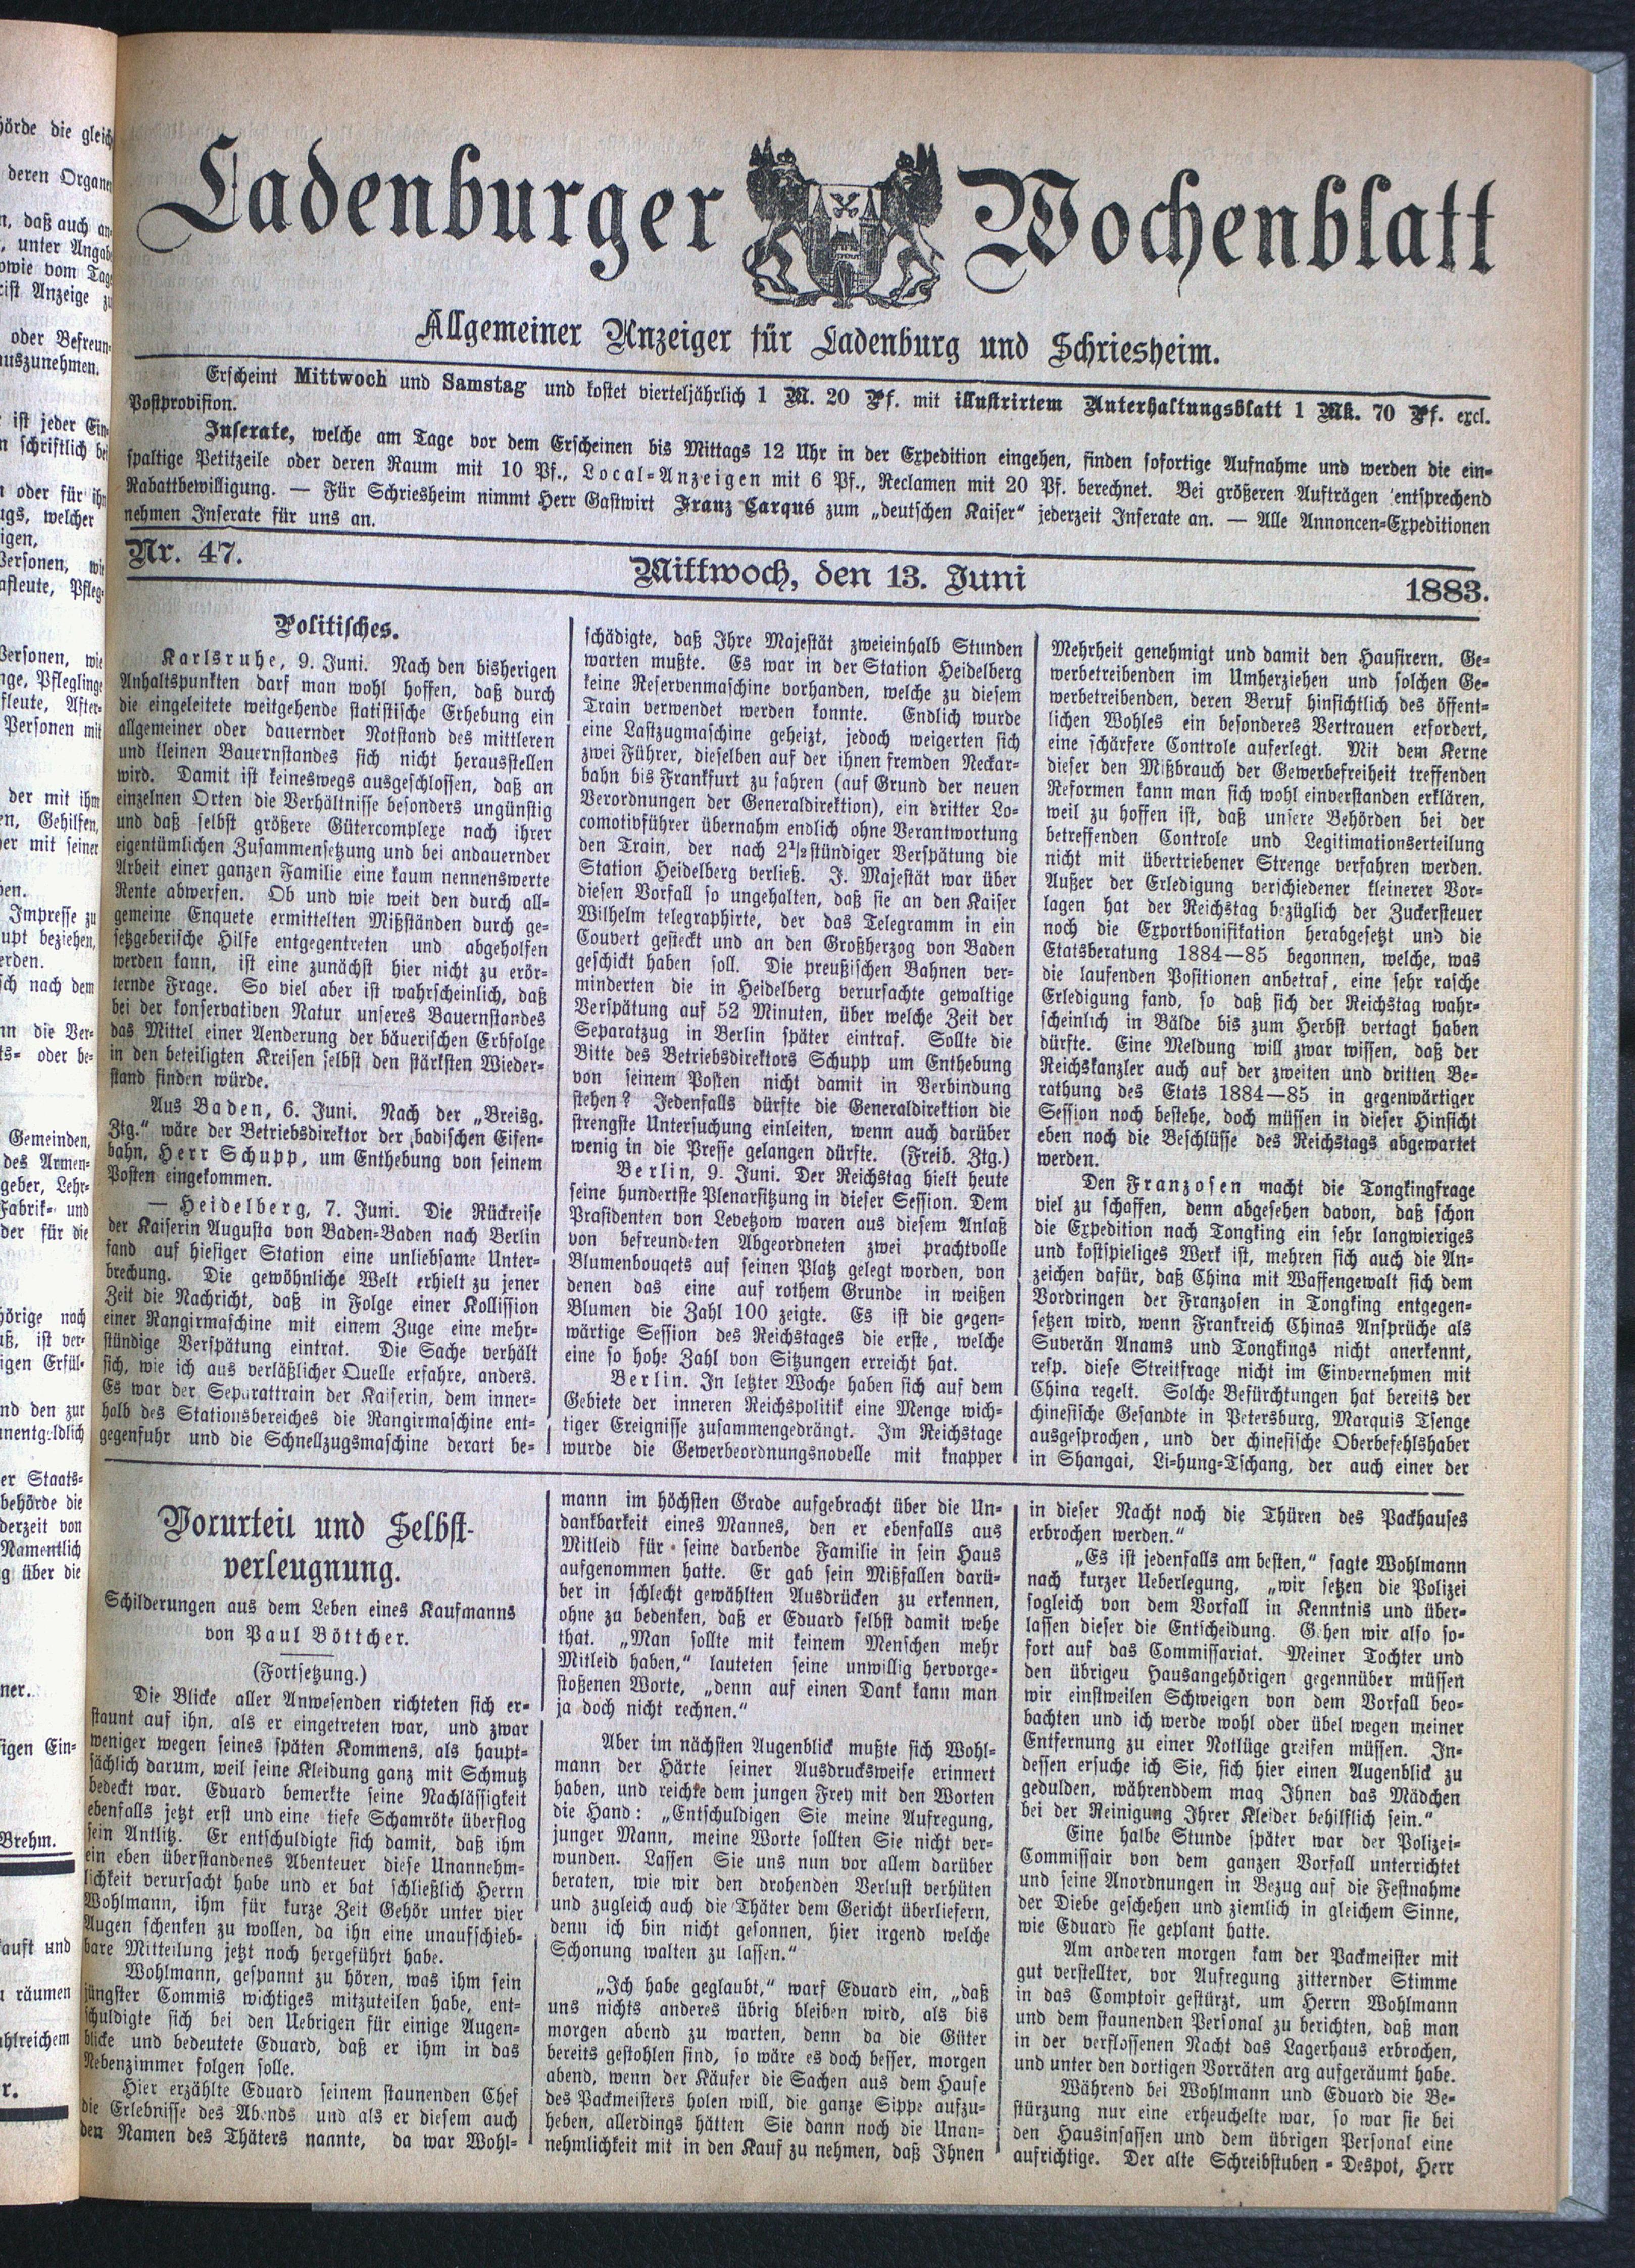 Ladenburger Wochenblatt
Allgemeiner Anzeiger für Ladenburg und Schriesheim.
Erscheint Mittwoch und Samstag und kostet vierteljährlich 1 M. 20 Pf. mit illustrirtem Unterhaltungsblatt 1 Mk. 70 Pf. excl.
Postprovision.
Inserate, welche am Tage vor dem Erscheinen bis Mittags 12 Uhr in der Expedition eingehen, finden sofortige Aufnahme und werden die ein-
spaltige Petitzeile oder deren Raum mit 10 Pf., Local-Anzeigen mit 6 Pf., Reclamen mit 20 Pf. berechnet. Bei größeren Aufträgen entsprechend
Rabattbewilligung. — Für Schriesheim nimmt Herr Gastwirt Franz Carqué zum „deutschen Kaiser“ jederzeit Inserate an. — Alle Annoncen-Expeditionen
nehmen Inserate für uns an.
Nr. 47.
Mittwoch, den 13. Juni
1883.
Politisches.
Karlsruhe, 9. Juni. Nach den bisherigen
Anhaltspunkten darf man wohl hoffen, daß durch
die eingeleitete weitgehende statistische Erhebung ein
allgemeiner oder dauernder Notstand des mittleren
und kleinen Bauernstandes sich nicht herausstellen
wird. Damit ist keineswegs ausgeschlossen, daß an
einzelnen Orten die Verhältnisse besonders ungünstig
und daß selbst größere Gütercomplexe nach ihrer
eigentümlichen Zusammensetzung und bei andauernder
Arbeit einer ganzen Familie eine kaum nennenswerte
Rente abwerfen. Ob und wie weit den durch all-
gemeine Enquete ermittelten Mißständen durch ge-
setzgeberische Hilfe entgegentreten und abgeholfen
werden kann, ist eine zunächst hier nicht zu erör-
ternde Frage. So viel aber ist wahrscheinlich, daß
bei der konservativen Natur unseres Bauernstandes
das Mittel einer Aenderung der bäuerischen Erbfolge
in den beteiligten Kreisen selbst den stärksten Wieder-
stand finden würde.
Aus Baden, 6. Juni. Nach der „Breisg.
Ztg.“ wäre der Betriebsdirektor der badischen Eisen-
bahn, Herr Schupp, um Enthebung von seinem
Posten eingekommen.
— Heidelberg, 7. Juni. Die Rückreise
der Kaiserin Augusta von Baden-Baden nach Berlin
fand auf hiesiger Station eine unliebsame Unter-
brechung. Die gewöhnliche Welt erhielt zu jener
Zeit die Nachricht, daß in Folge einer Kollission
einer Rangirmaschine mit einem Zuge eine mehr-
stündige Verspätung eintrat. Die Sache verhält
sich, wie ich aus verläßlicher Quelle erfahre, anders.
Es war der Separattrain der Kaiserin, dem inner-
halb des Stationsbereiches die Rangirmaschine ent-
gegenfuhr und die Schnellzugsmaschine derart be-
schädigte, daß Ihre Majestät zweieinhalb Stunden
warten mußte. Es war in der Station Heidelberg
keine Reservenmaschine vorhanden, welche zu diesem
Train verwendet werden konnte. Endlich wurde
eine Lastzugmaschine geheizt, jedoch weigerten sich
zwei Führer, dieselben auf der ihnen fremden Neckar-
bahn bis Frankfurt zu fahren (auf Grund der neuen
Verordnungen der Generaldirektion), ein dritter Lo-
comotivführer übernahm endlich ohne Verantwortung
den Train, der nach 2½stündiger Verspätung die
Station Heidelberg verließ. J. Majestät war über
diesen Vorfall so ungehalten, daß sie an den Kaiser
Wilhelm telegraphirte, der das Telegramm in ein
Couvert gesteckt und an den Großherzog von Baden
geschickt haben soll. Die preußischen Bahnen ver-
minderten die in Heidelberg verursachte gewaltige
Verspätung auf 52 Minuten, über welche Zeit der
Separatzug in Berlin später eintraf. Sollte die
Bitte des Betriebsdirektors Schupp um Enthebung
von seinem Posten nicht damit in Verbindung
stehen? Jedenfalls dürfte die Generaldirektion die
strengste Untersuchung einleiten, wenn auch darüber
wenig in die Presse gelangen dürfte. (Freib. Ztg.)
Berlin, 9. Juni. Der Reichstag hielt heute
seine hundertste Plenarsitzung in dieser Session. Dem
Präsidenten von Levetzow waren aus diesem Anlaß
von befreundeten Abgeordneten zwei prachtvolle
Blumenbouqets auf seinen Platz gelegt worden, von
denen das eine auf rothem Grunde in weißen
Blumen die Zahl 100 zeigte. Es ist die gegen-
wärtige Session des Reichstages die erste, welche
eine so hohe Zahl von Sitzungen erreicht hat.
Berlin. In letzter Woche haben sich auf dem
Gebiete der inneren Reichspolitik eine Menge wich-
tiger Ereignisse zusammengedrängt. Im Reichstage
wurde die Gewerbeordnungsnovelle mit knapper
Mehrheit genehmigt und damit den Hausirern. Ge-
werbetreibenden im Umherziehen und solchen Ge-
werbetreibenden, deren Beruf hinsichtlich des öffent-
lichen Wohles ein besonderes Vertrauen erfordert,
eine schärfere Controle auferlegt. Mit dem Kerne
dieser den Mißbrauch der Gewerbefreiheit treffenden
Reformen kann man sich wohl einverstanden erklären,
weil zu hoffen ist, daß unsere Behörden bei der
betreffenden Controle und Legitimationserteilung
nicht mit übertriebener Strenge verfahren werden.
Außer der Erledigung verschiedener kleinerer Vor-
lagen hat der Reichstag bezüglich der Zuckersteuer
noch die Exportbonifikation herabgesetzt und die
Etatsberatung 1884—85 begonnen, welche, was
die laufenden Positionen anbetraf, eine sehr rasche
Erledigung fand, so daß sich der Reichstag wahr-
scheinlich in Bälde bis zum Herbst vertagt haben
dürfte. Eine Meldung will zwar wissen, daß der
Reichskanzler auch auf der zweiten und dritten Be-
rathung des Etats 1884—85 in gegenwärtiger
Session noch bestehe, doch müssen in dieser Hinsicht
eben noch die Beschlüsse des Reichstags abgewartet
werden.
Den Franzosen macht die Tongkingfrage
viel zu schaffen, denn abgesehen davon, daß schon
die Expedition nach Tongking ein sehr langwieriges
und kostspieliges Werk ist, mehren sich auch die An-
zeichen dafür, daß China mit Waffengewalt sich dem
Vordringen der Franzosen in Tongking entgegen-
setzen wird, wenn Frankreich Chinas Ansprüche als
Suverän Anams und Tongkings nicht anerkennt,
resp. diese Streitfrage nicht im Einvernehmen mit
China regelt. Solche Befürchtungen hat bereits der
chinesische Gesandte in Petersburg, Marquis Tsenge
ausgesprochen, und der chinesische Oberbefehlshaber
in Shangai, Li-hung-Tschang, der auch einer der
Vorurteil und Selbst-
verleugnung.
Schilderungen aus dem Leben eines Kaufmanns
von Paul Böttcher.
(Fortsetzung.)
Die Blicke aller Anwesenden richteten sich er-
staunt auf ihn, als er eingetreten war, und zwar
weniger wegen seines späten Kommens, als haupt-
sächlich darum, weil seine Kleidung ganz mit Schmutz
bedeckt war. Eduard bemerkte seine Nachlässigkeit
ebenfalls jetzt erst und eine tiefe Schamröte überflog
sein Antlitz. Er entschuldigte sich damit, daß ihm
ein eben überstandenes Abenteuer diese Unannehm-
lichkeit verursacht habe und er bat schließlich Herrn
Wohlmann, ihm für kurze Zeit Gehör unter vier
Augen schenken zu wollen, da ihn eine unaufschieb-
bare Mitteilung jetzt noch hergeführt habe.
Wohlmann, gespannt zu hören, was ihm sein
jüngster Commis wichtiges mitzuteilen habe, ent-
schuldigte sich bei den Uebrigen für einige Augen-
blicke und bedeutete Eduard, daß er ihm in das
Nebenzimmer folgen solle.
Hier erzählte Eduard seinem staunenden Chef
die Erlebnisse des Abends und als er diesem auch
den Namen des Thäters nannte, da war Wohl-
mann im höchsten Grade aufgebracht über die Un-
dankbarkeit eines Mannes, den er ebenfalls aus
Mitleid für seine darbende Familie in sein Haus
aufgenommen hatte. Er gab sein Mißfallen darü-
ber in schlecht gewählten Ausdrücken zu erkennen,
ohne zu bedenken, daß er Eduard selbst damit wehe
that. „Man sollte mit keinem Menschen mehr
Mitleid haben,“ lauteten seine unwillig hervorge-
stoßenen Worte, „denn auf einen Dank kann man
ja doch nicht rechnen.“
Aber im nächsten Augenblick mußte sich Wohl-
mann der Härte seiner Ausdrucksweise erinnert
haben, und reichte dem jungen Frey mit den Worten
die Hand: „Entschuldigen Sie meine Aufregung,
junger Mann, meine Worte sollten Sie nicht ver-
wunden. Lassen Sie uns nun vor allem darüber
beraten, wie wir den drohenden Verlust verhüten
und zugleich auch die Thäter dem Gericht überliefern,
denn ich bin nicht gesonnen, hier irgend welche
Schonung walten zu lassen.“
„Ich habe geglaubt,“ warf Eduard ein, „daß
uns nichts anderes übrig bleiben wird, als bis
morgen abend zu warten, denn da die Güter
bereits gestohlen sind, so wäre es doch besser, morgen
abend, wenn der Käufer die Sachen aus dem Hause
des Packmeisters holen will, die ganze Sippe aufzu-
heben, allerdings hätten Sie dann noch die Unan-
nehmlichkeit mit in den Kauf zu nehmen, daß Ihnen
in dieser Nacht noch die Thüren des Packhauses
erbrochen werden.“
„Es ist jedenfalls am besten,“ sagte Wohlmann
nach kurzer Ueberlegung, „wir setzen die Polizei
sogleich von dem Vorfall in Kenntnis und über-
lassen dieser die Entscheidung. G.hen wir also so-
fort auf das Commissariat. Meiner Tochter und
den übrigeu Hausangehörigen gegennüber müssen
wir einstweilen Schweigen von dem Vorfall beo-
bachten und ich werde wohl oder übel wegen meiner
Entfernung zu einer Notlüge greifen müssen. In-
dessen ersuche ich Sie, sich hier einen Augenblick zu
gedulden, währenddem mag Ihnen das Mädchen
bei der Reinigung Ihrer Kleider behilflich sein.“
Eine halbe Stunde später war der Polizei-
Commissair von dem ganzen Vorfall unterrichtet
und seine Anordnungen in Bezug auf die Festnahme
der Diebe geschehen und ziemlich in gleichem Sinne,
wie Eduard sie geplant hatte.
Am anderen morgen kam der Packmeister mit
gut verstellter, vor Aufregung zitternder Stimme
in das Comptoir gestürzt, um Herrn Wohlmann
und dem staunenden Personal zu berichten, daß man
in der verflossenen Nacht das Lagerhaus erbrochen,
und unter den dortigen Vorräten arg aufgeräumt habe.
Während bei Wohlmann und Eduard die Be-
stürzung nur eine erheuchelte war, so war sie bei
den Hausinsassen und dem übrigen Personal eine
aufrichtige. Der alte Schreibstuben-Despot, Herr